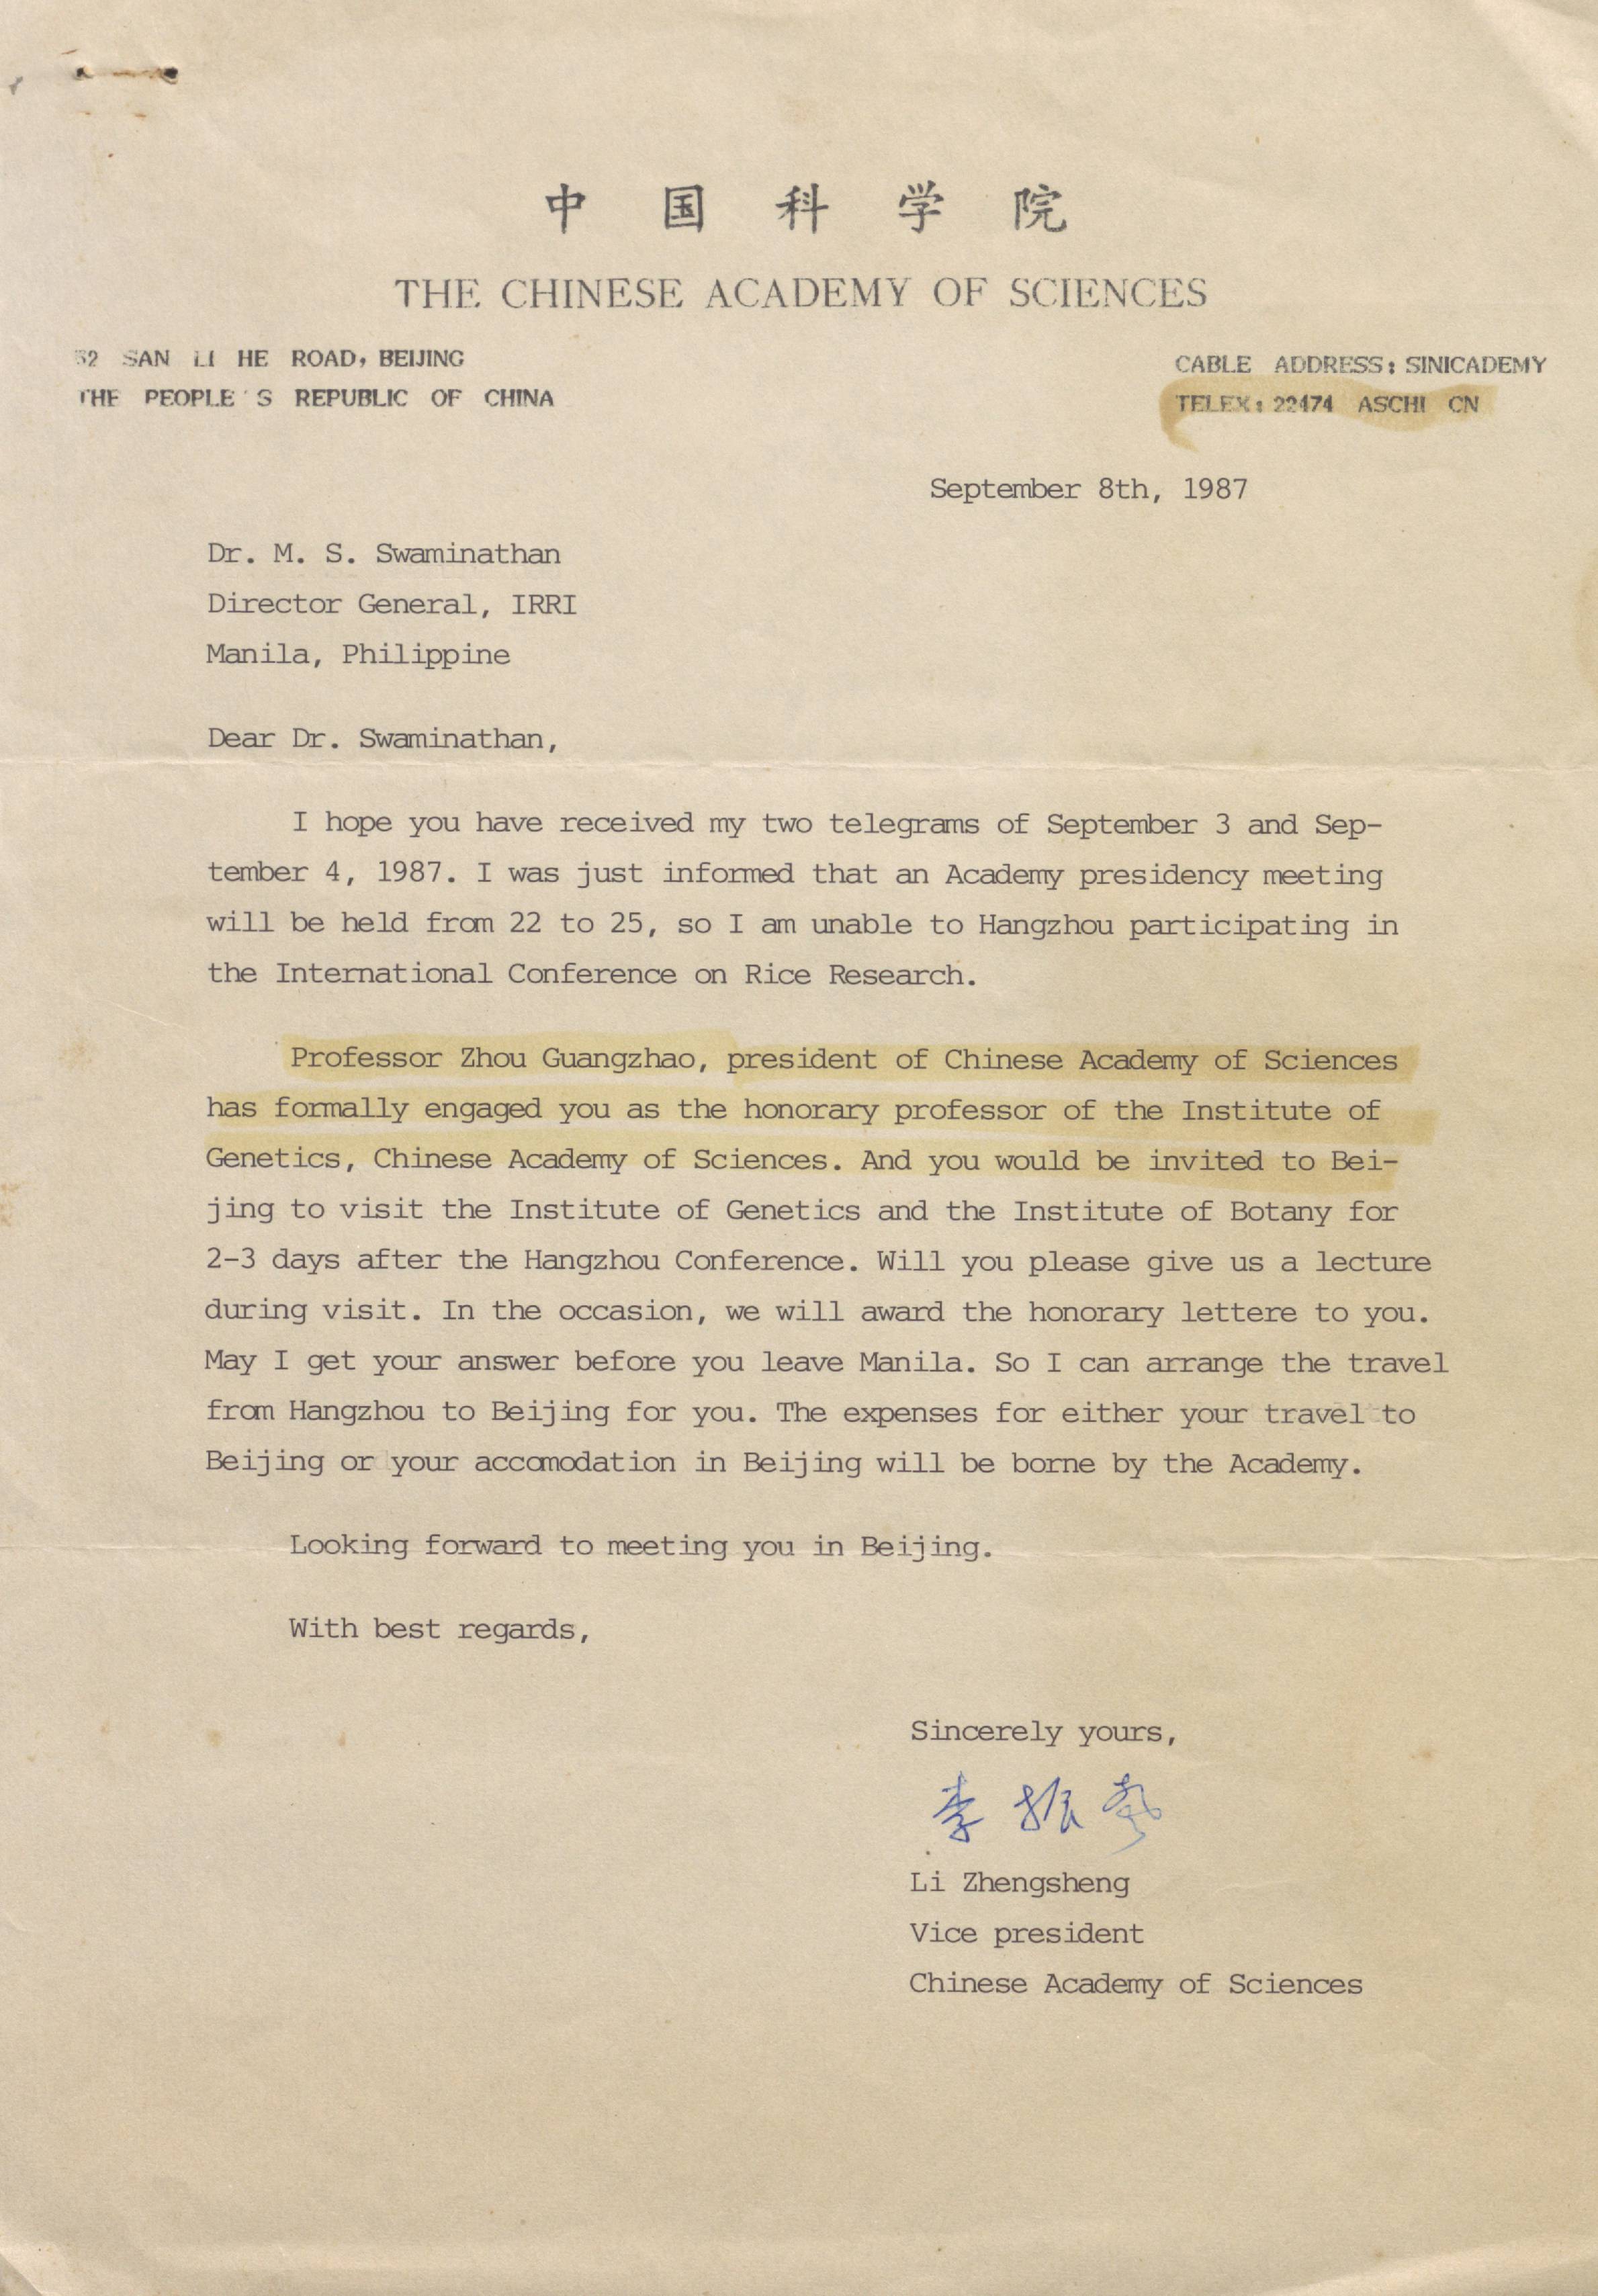 中国科学院
THE CHINESE ACADEMY OF SCIENCES
52 SAN LI HE ROAD, BEIJING
THE PEOPLE'S REPUBLIC OF CHINA
CABLE ADDRESS: SINICADEMY
TELEX: 22474 ASCHI CN
September 8th, 1987
Dr. M. S. Swaminathan
Director General, IRRI
Manila, Philippine
Dear Dr. Swaminathan,
I hope you have received my two telegrams of September 3 and Sep-
tember 4, 1987. I was just informed that an Academy presidency meeting
will be held from 22 to 25, so I am unable to Hangzhou participating in
the International Conference on Rice Research.
Professor Zhou Guangzhao, president of Chinese Academy of Sciences
has formally engaged you as the honorary professor of the Institute of
Genetics, Chinese Academy of Sciences. And you would be invited to Bei-
jing to visit the Institute of Genetics and the Institute of Botany for
2-3 days after the Hangzhou Conference. Will you please give us a lecture
during visit. In the occasion, we will award the honorary lettere to you.
May I get your answer before you leave Manila. So I can arrange the travel
from Hangzhou to Beijing for you. The expenses for either your travel to
Beijing or your accomodation in Beijing will be borne by the Academy.
Looking forward to meeting you in Beijing.
With best regards,
Sincerely yours,
李振声
Li Zhengsheng
Vice president
Chinese Academy of Sciences